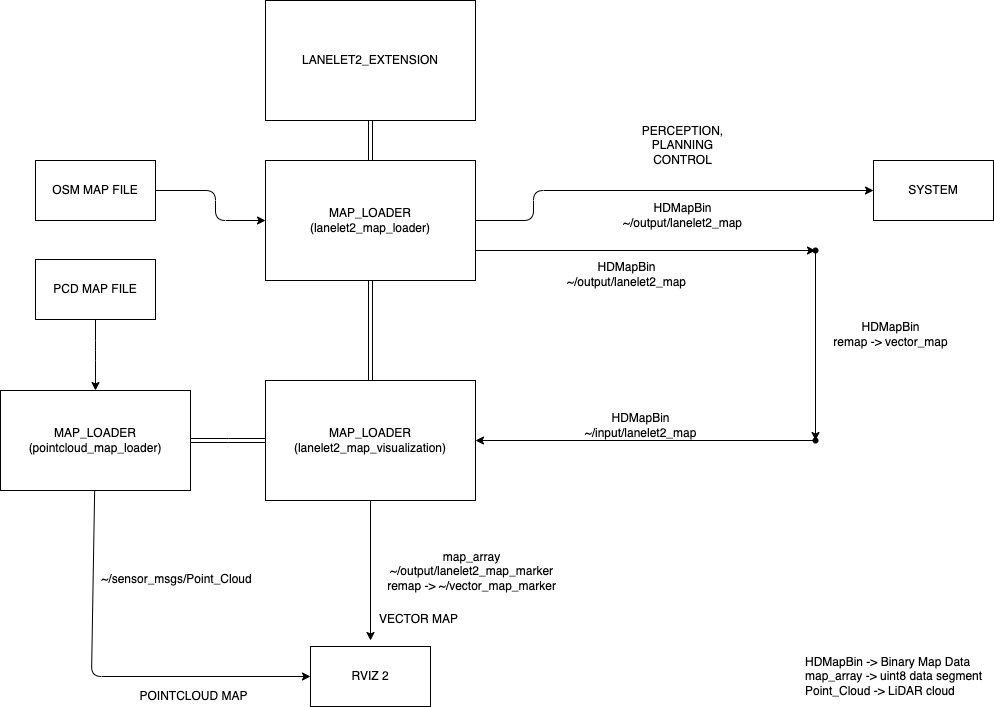 LANELET2_EXTENSION
PERCEPTION,
PLANNING
CONTROL
OSM MAP FILE
MAP_LOADER
(lanelet2_map_loader)
SYSTEM
HDMapBin
~/output/lanelet2_map
HDMapBin
~/output/lanelet2_map
PCD MAP FILE
HDMapBin
remap -> vector_map
MAP_LOADER
(pointcloud_map_loader)
MAP_LOADER
(lanelet2_map_visualization)
HDMapBin
~/input/lanelet2_map
~/sensor_msgs/Point_Cloud
map_array
~/output/lanelet2_map_marker
remap -> ~/vector_map_marker
VECTOR MAP
RVIZ 2
POINTCLOUD MAP
HDMapBin -> Binary Map Data
map_array -> uint8 data segment
Point_Cloud -> LiDAR cloud